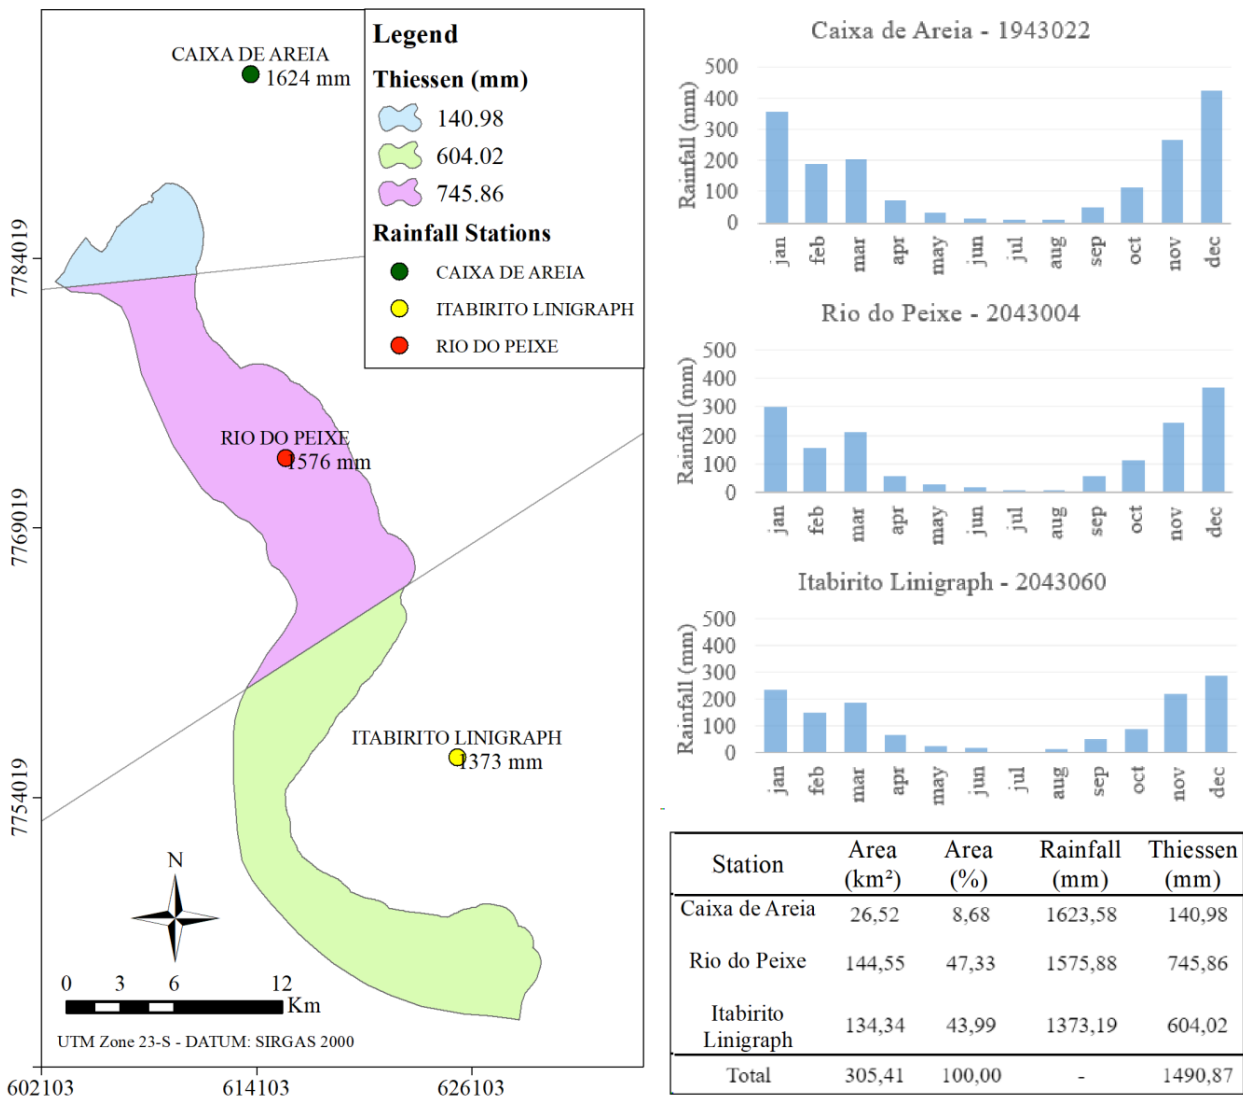 CAIXA DE AREIA
1624 mm
RIO DO PEIXE
1576 mm
ITABIRITO LINIGRAPH
1373 mm
7784019
7769019
7754019
N
0 3 6 12
Km
UTM Zone 23-S - DATUM: SIRGAS 2000
602103 614103 626103
Legend
Thiessen (mm)
140.98
604.02
745.86
Rainfall Stations
CAIXA DE AREIA
ITABIRITO LINIGRAPH
RIO DO PEIXE
Caixa de Areia - 1943022
Rainfall (mm)
500
400
300
200
100
0
jan feb mar apr may jun jul aug sep oct nov dec
Rio do Peixe - 2043004
Rainfall (mm)
500
400
300
200
100
0
jan feb mar apr may jun jul aug sep oct nov dec
Itabirito Linigraph - 2043060
Rainfall (mm)
500
400
300
200
100
0
jan feb mar apr may jun jul aug sep oct nov dec
Station Area (km²) Area (%) Rainfall (mm) Thiessen (mm)
Caixa de Areia 26,52 8,68 1623,58 140,98
Rio do Peixe 144,55 47,33 1575,88 745,86
Itabirito Linigraph 134,34 43,99 1373,19 604,02
Total 305,41 100,00 - 1490,87